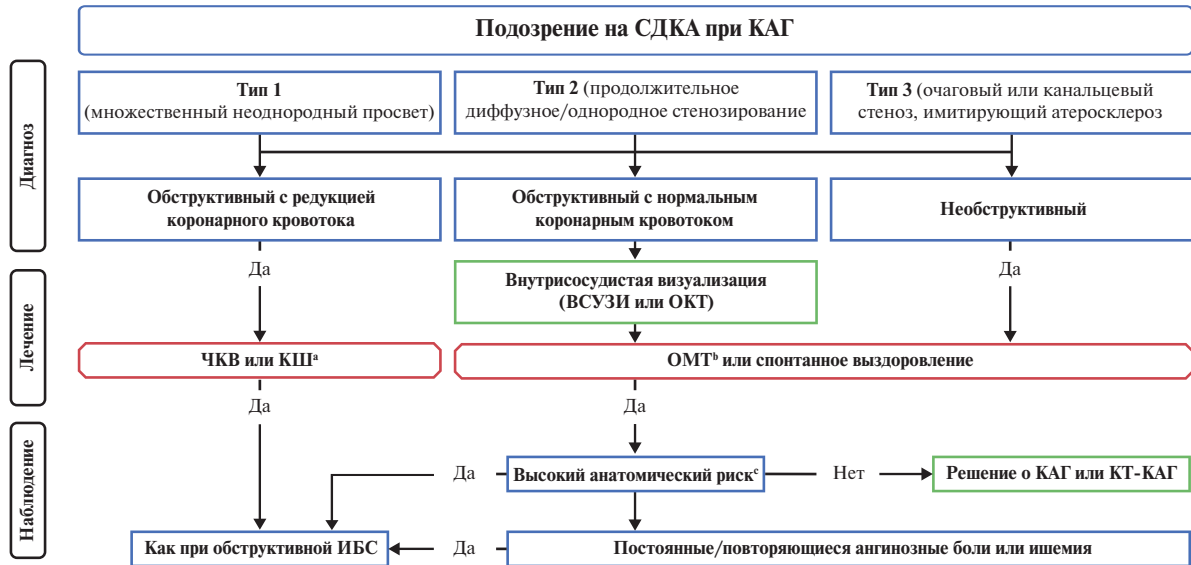 Подозрение на СДКА при КАГ
Диагноз
Тип 1
(множественный неоднородный просвет)
Тип 2 (продолжительное
диффузное/однородное стенозирование
Тип 3 (очаговый или канальцевый
стеноз, имитирующий атеросклероз
Обструктивный с редукцией
коронарного кровотока
Обструктивный с нормальным
коронарным кровотоком
Необструктивный
Лечение
Да
Да
Внутрисосудистая визуализация
(ВСУЗИ или ОКТ)
ЧКВ или КШᵃ
ОМТᵇ или спонтанное выздоровление
Да
Да
Наблюдение
Да
Высокий анатомический рискᶜ
Нет
Решение о КАГ или КТ-КАГ
Как при обструктивной ИБС
Да
Постоянные/повторяющиеся ангинозные боли или ишемия